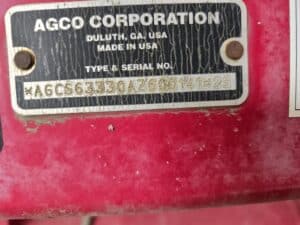 AGCO CORPORATION
DULUTH, GA. USA
MADE IN USA
TYPE & SERIAL NO.